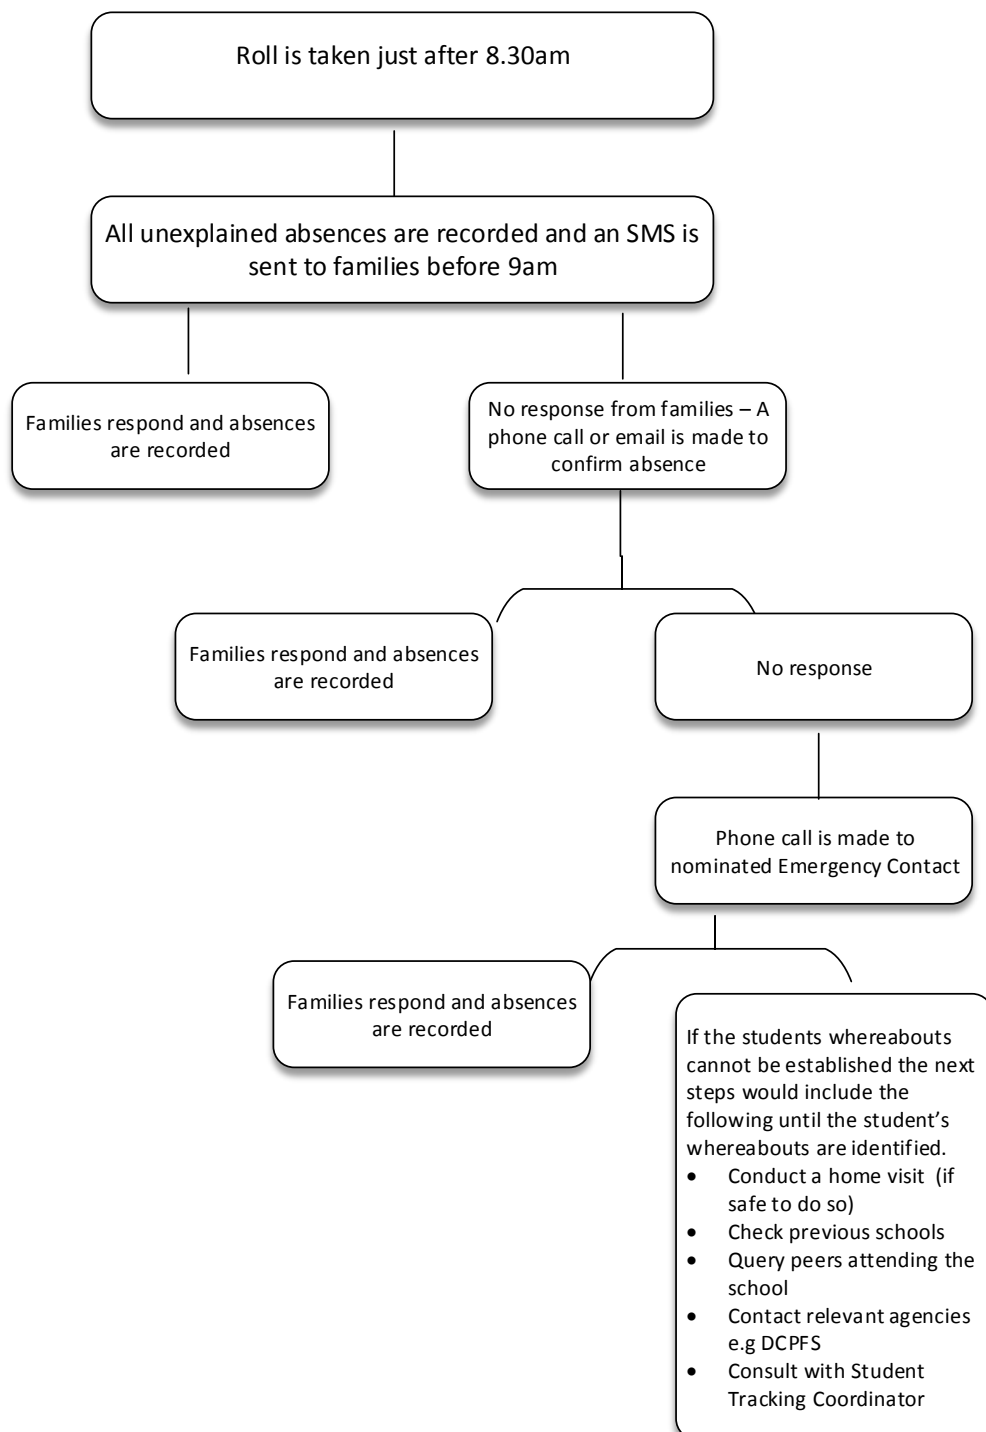 Roll is taken just after 8.30am
All unexplained absences are recorded and an SMS is
sent to families before 9am
Families respond and absences
are recorded
No response from families – A
phone call or email is made to
confirm absence
Families respond and absences
are recorded
No response
Phone call is made to
nominated Emergency Contact
Families respond and absences
are recorded
If the students whereabouts
cannot be established the next
steps would include the
following until the student’s
whereabouts are identified.
• Conduct a home visit (if
safe to do so)
• Check previous schools
• Query peers attending the
school
• Contact relevant agencies
e.g DCPFS
• Consult with Student
Tracking Coordinator